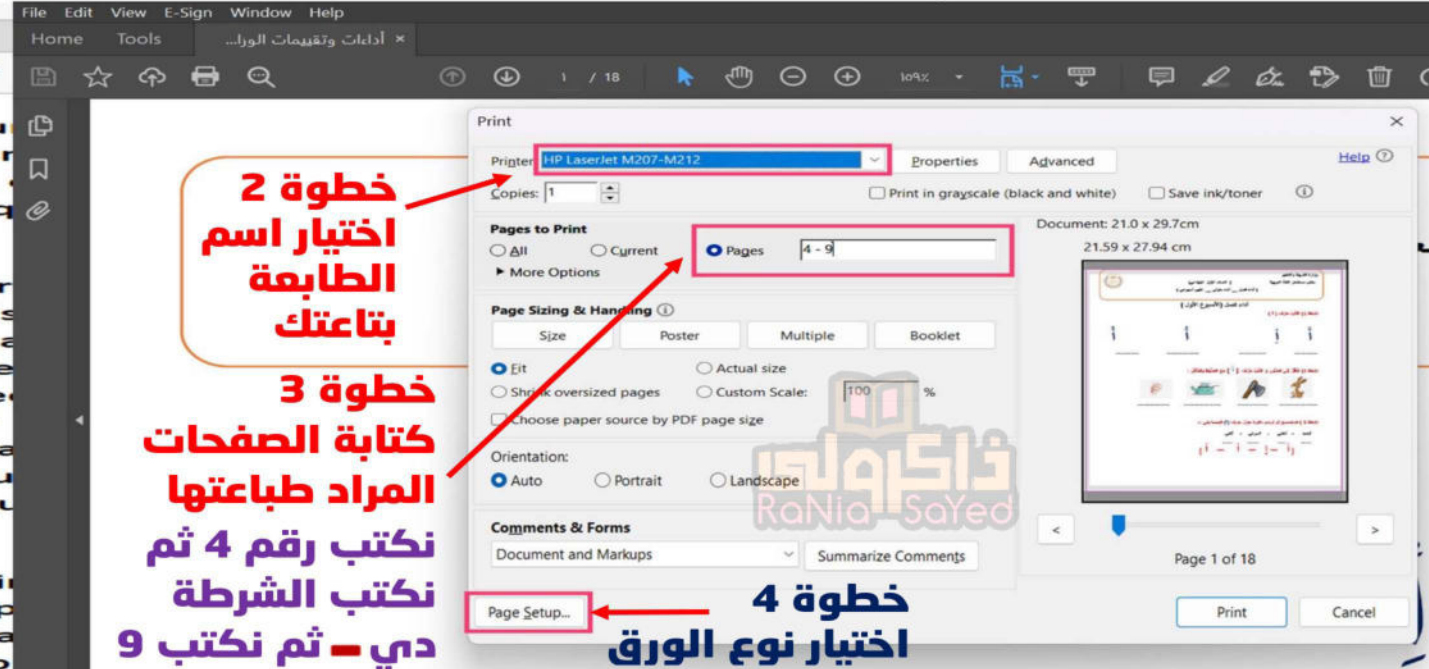 File Edit View E-Sign Window Help
Home Tools أداءات وتقييمات الورا... ×
١ / 18 109%
Print ×
Printer: HP LaserJet M207-M212 Properties Advanced Help
Copies: 1 Print in grayscale (black and white) Save ink/toner
Pages to Print
All Current Pages 4 - 9
More Options
Page Sizing & Handling
Size Poster Multiple Booklet
Fit Actual size
Shrink oversized pages Custom Scale: 100 %
Choose paper source by PDF page size
Orientation:
Auto Portrait Landscape
Comments & Forms
Document and Markups Summarize Comments
Page Setup...
Document: 21.0 x 29.7cm
21.59 x 27.94 cm
أداء صفي (الأسبوع الأول)
أ أ إ أ
Page 1 of 18
Print Cancel
خطوة 2
اختيار اسم
الطابعة
بتاعتك
خطوة 3
كتابة الصفحات
المراد طباعتها
نكتب رقم 4 ثم
نكتب الشرطة
دي – ثم نكتب 9
خطوة 4
اختيار نوع الورق
ذاكرولي
RaNia SaYed